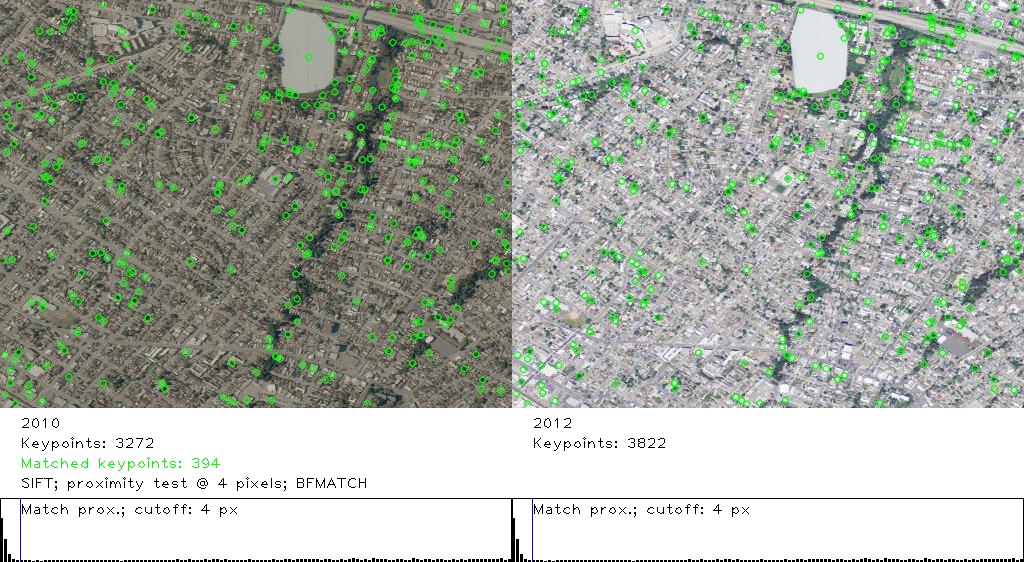 2010
Keypoints: 3272
Matched keypoints: 394
SIFT; proximity test @ 4 pixels; BFMATCH
2012
Keypoints: 3822
Match prox.; cutoff: 4 px
Match prox.; cutoff: 4 px